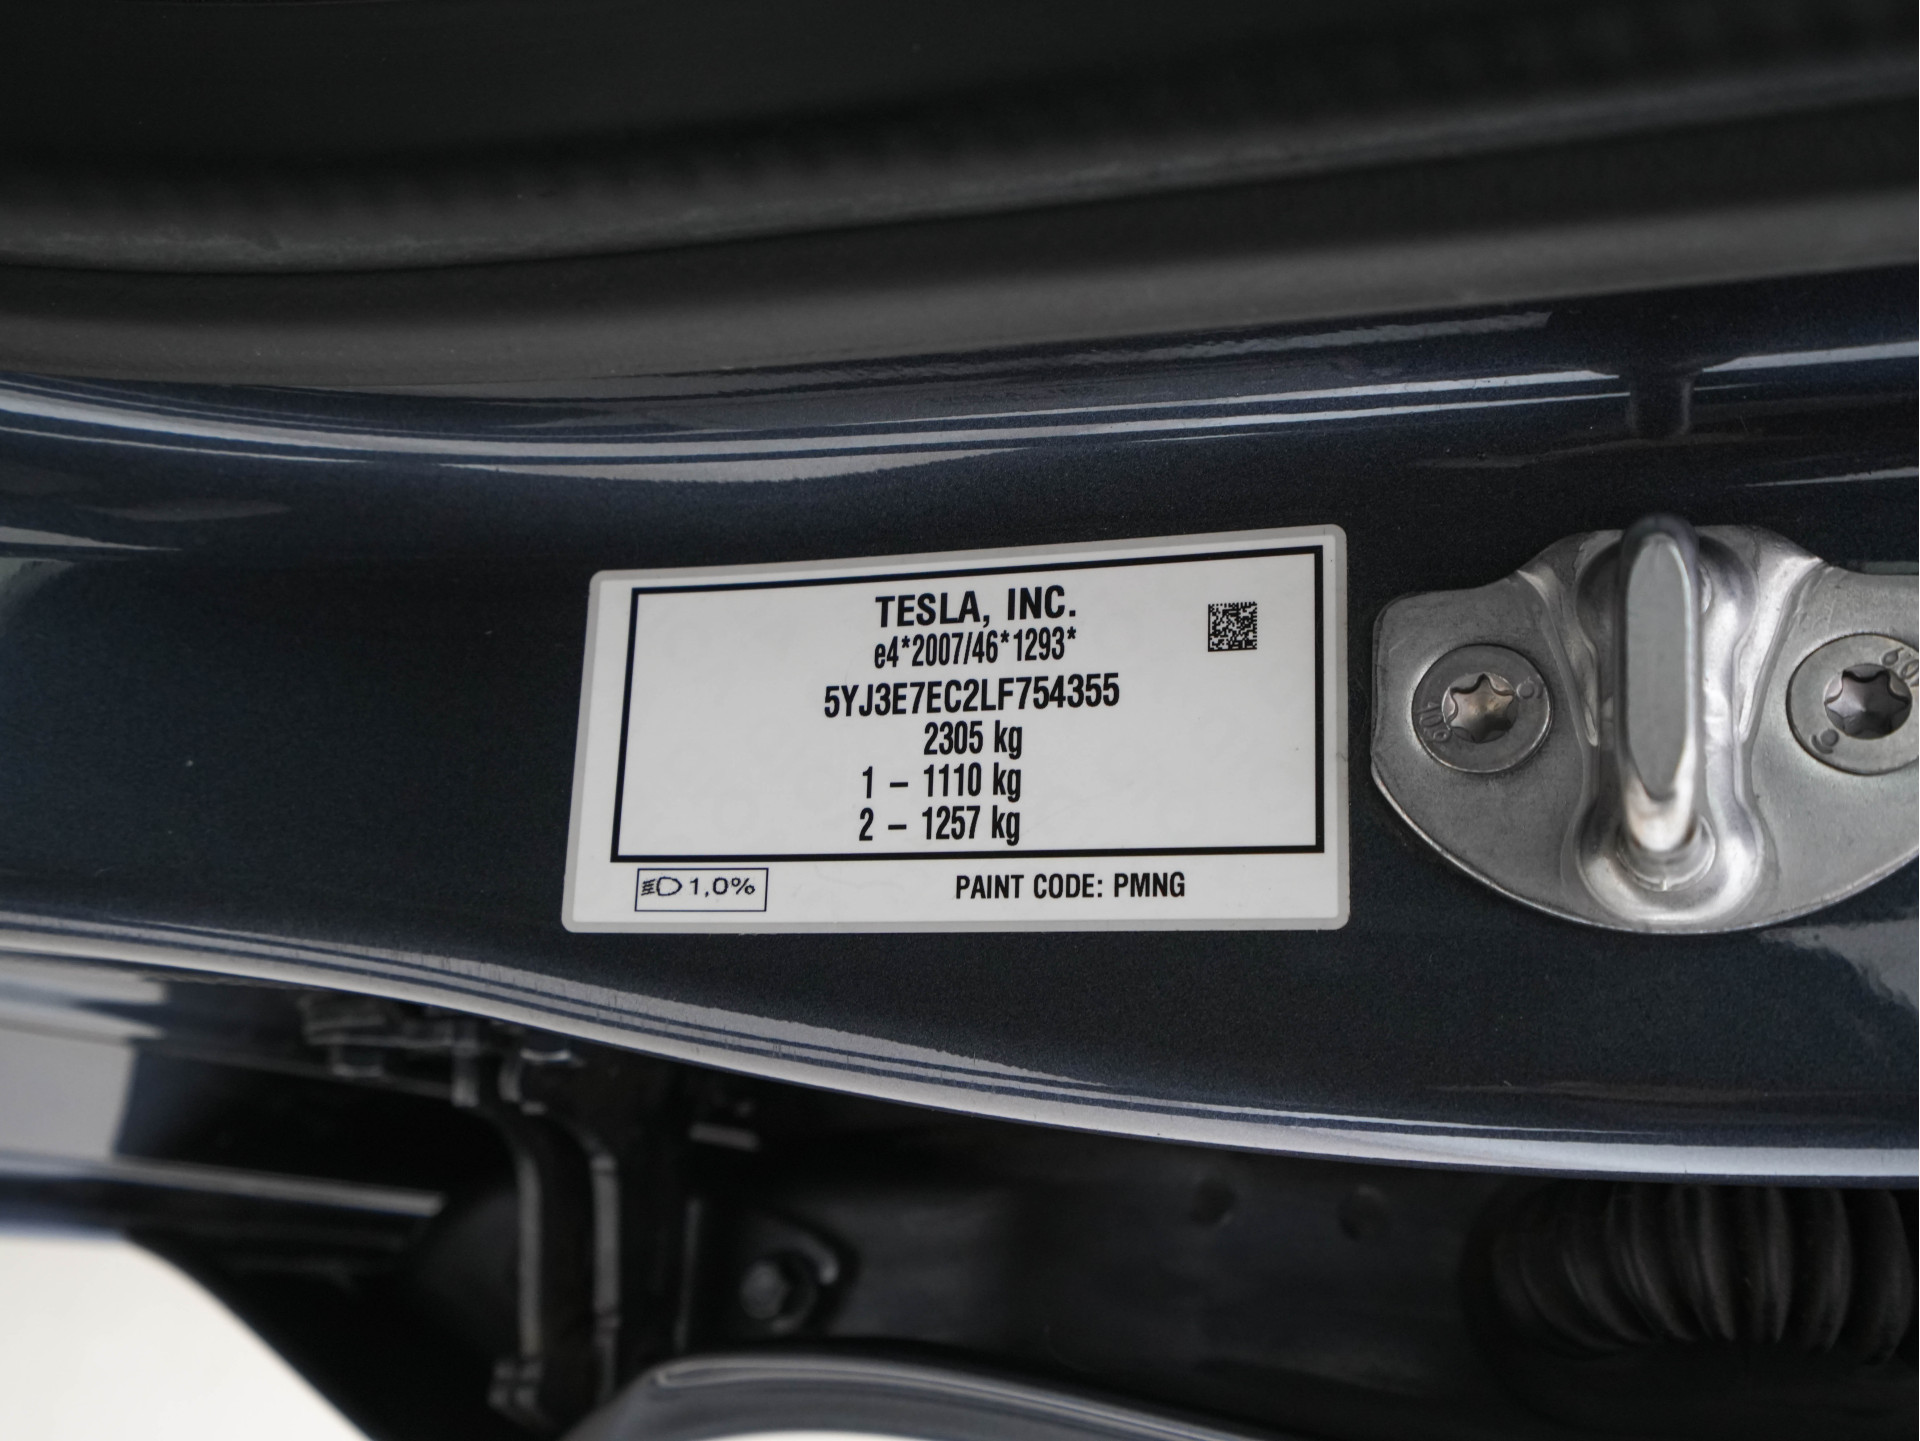 TESLA, INC.
e4*2007/46*1293*
5YJ3E7EC2LF754355
2305 kg
1 – 1110 kg
2 – 1257 kg
1,0%
PAINT CODE: PMNG